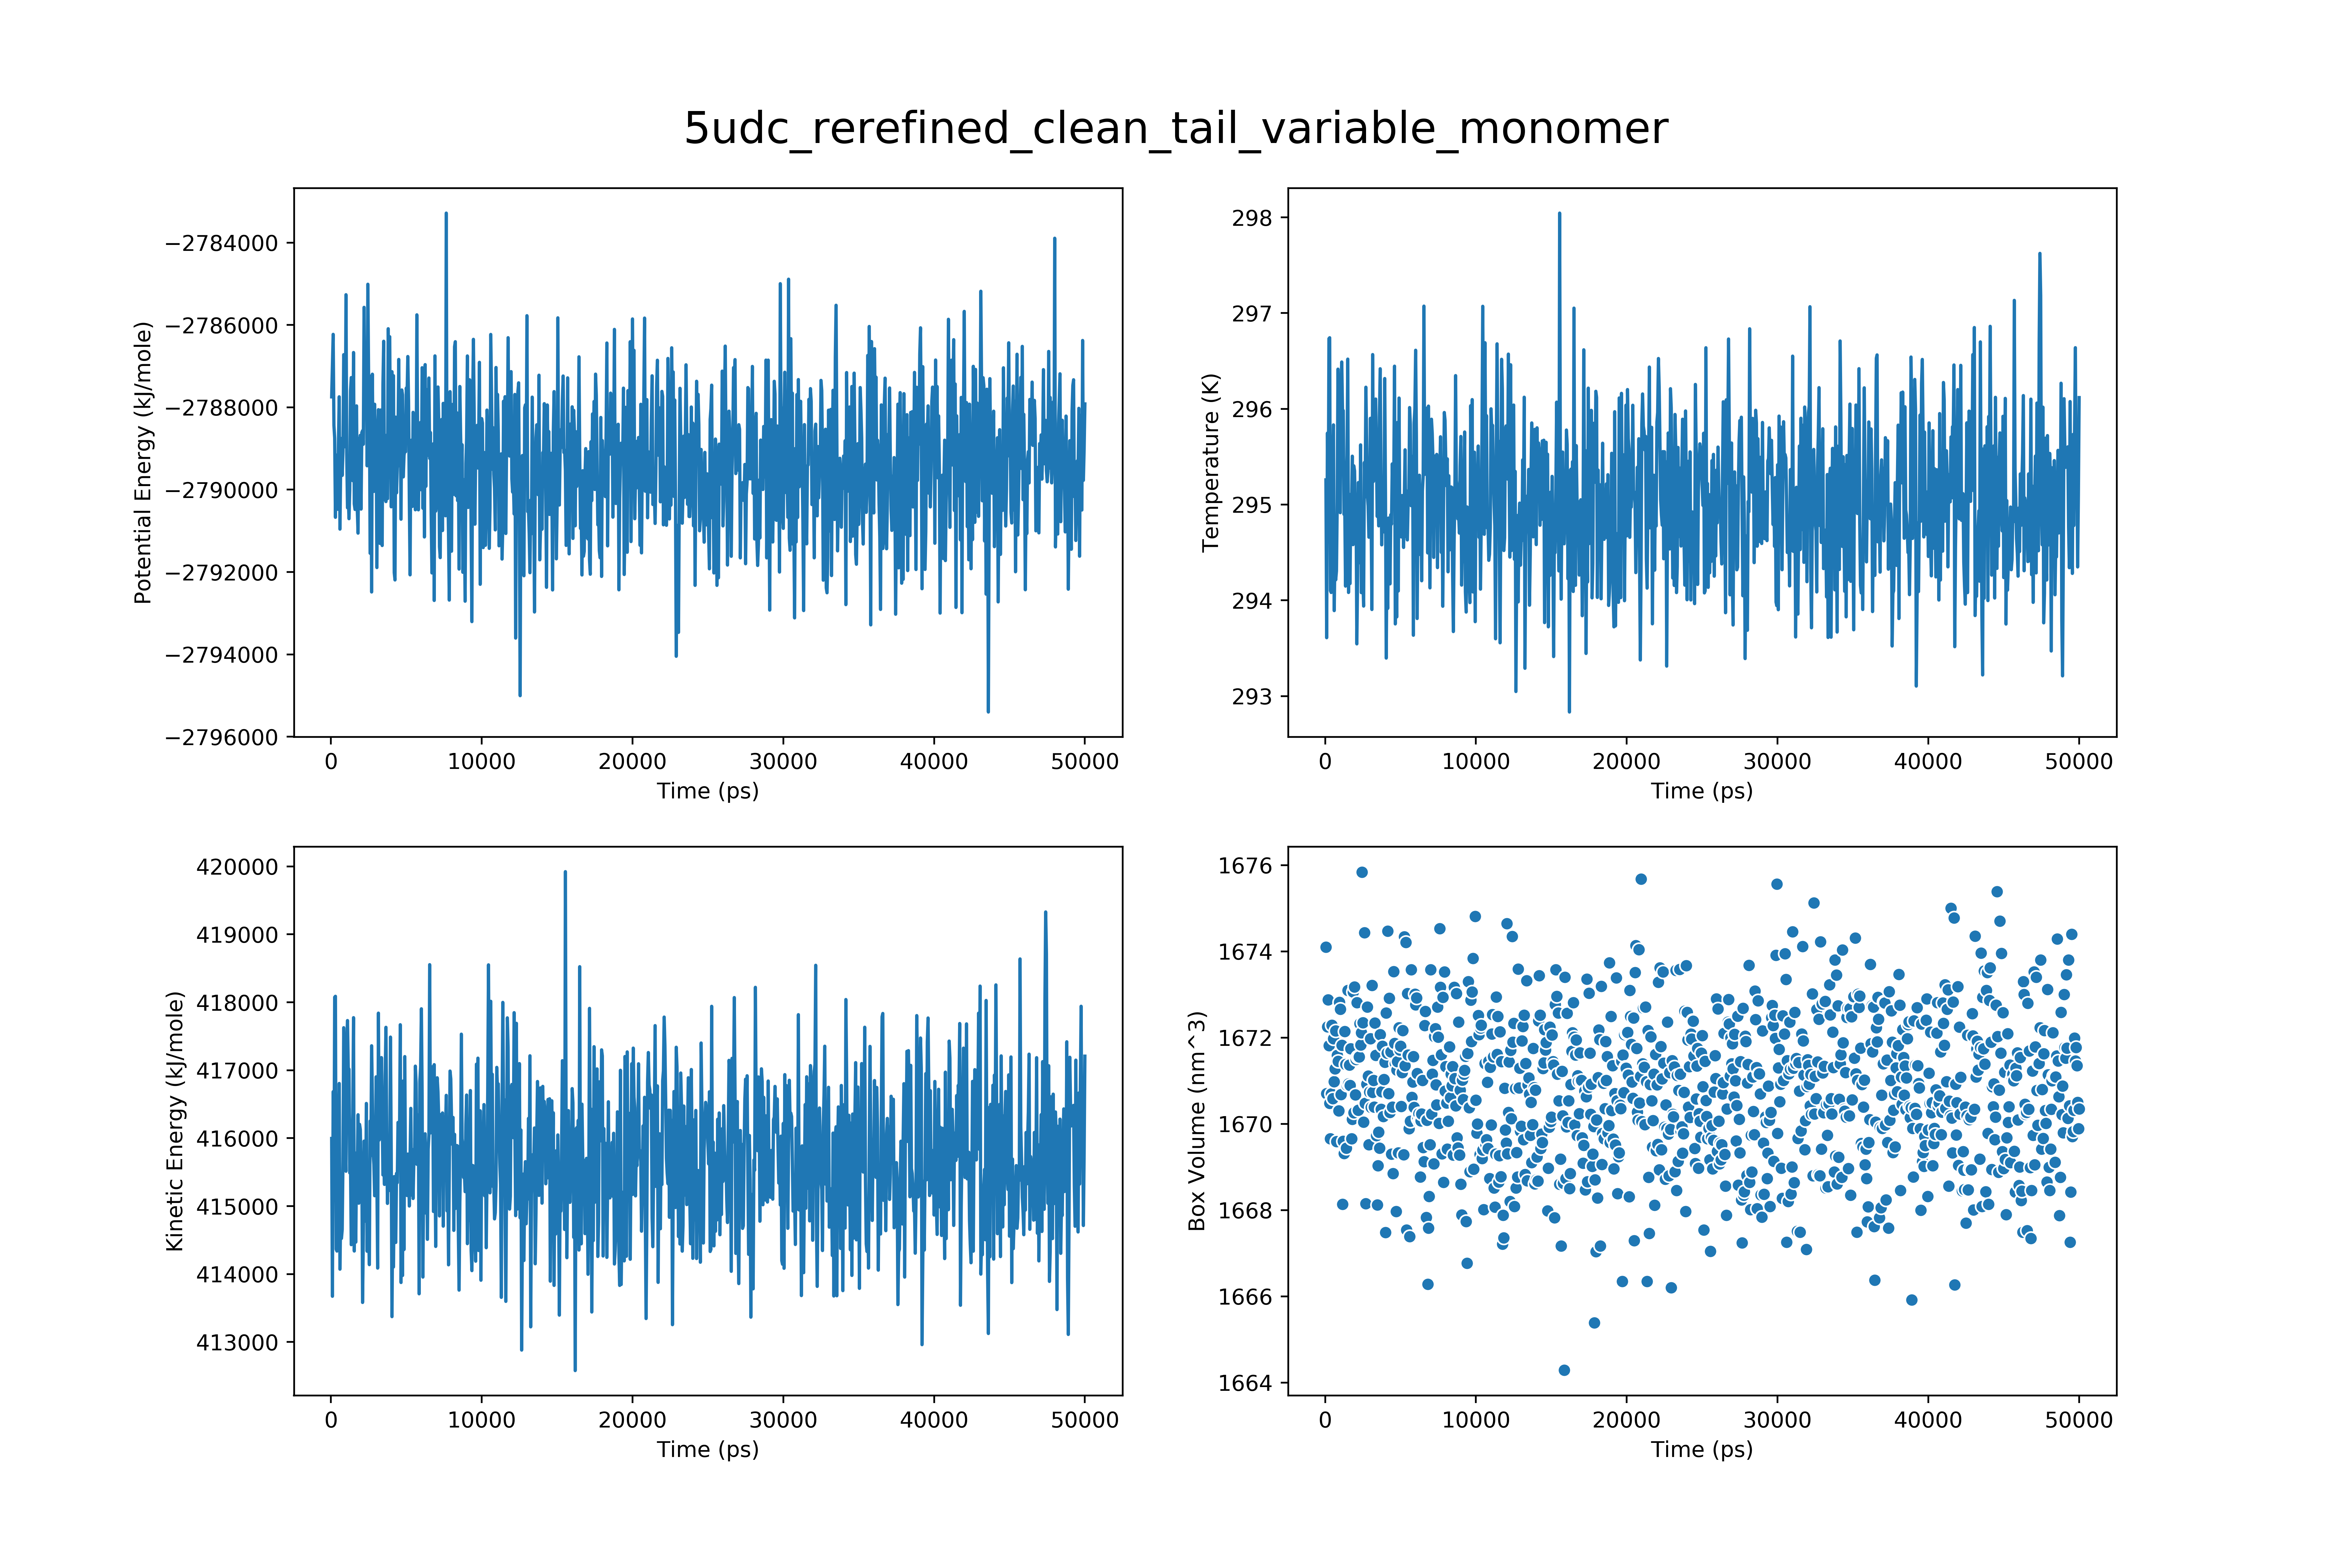 5udc_rerefined_clean_tail_variable_monomer
Potential Energy (kJ/mole)
−2784000
−2786000
−2788000
−2790000
−2792000
−2794000
−2796000
0 10000 20000 30000 40000 50000
Time (ps)
Temperature (K)
298
297
296
295
294
293
0 10000 20000 30000 40000 50000
Time (ps)
Kinetic Energy (kJ/mole)
420000
419000
418000
417000
416000
415000
414000
413000
0 10000 20000 30000 40000 50000
Time (ps)
Box Volume (nm^3)
1676
1674
1672
1670
1668
1666
1664
0 10000 20000 30000 40000 50000
Time (ps)